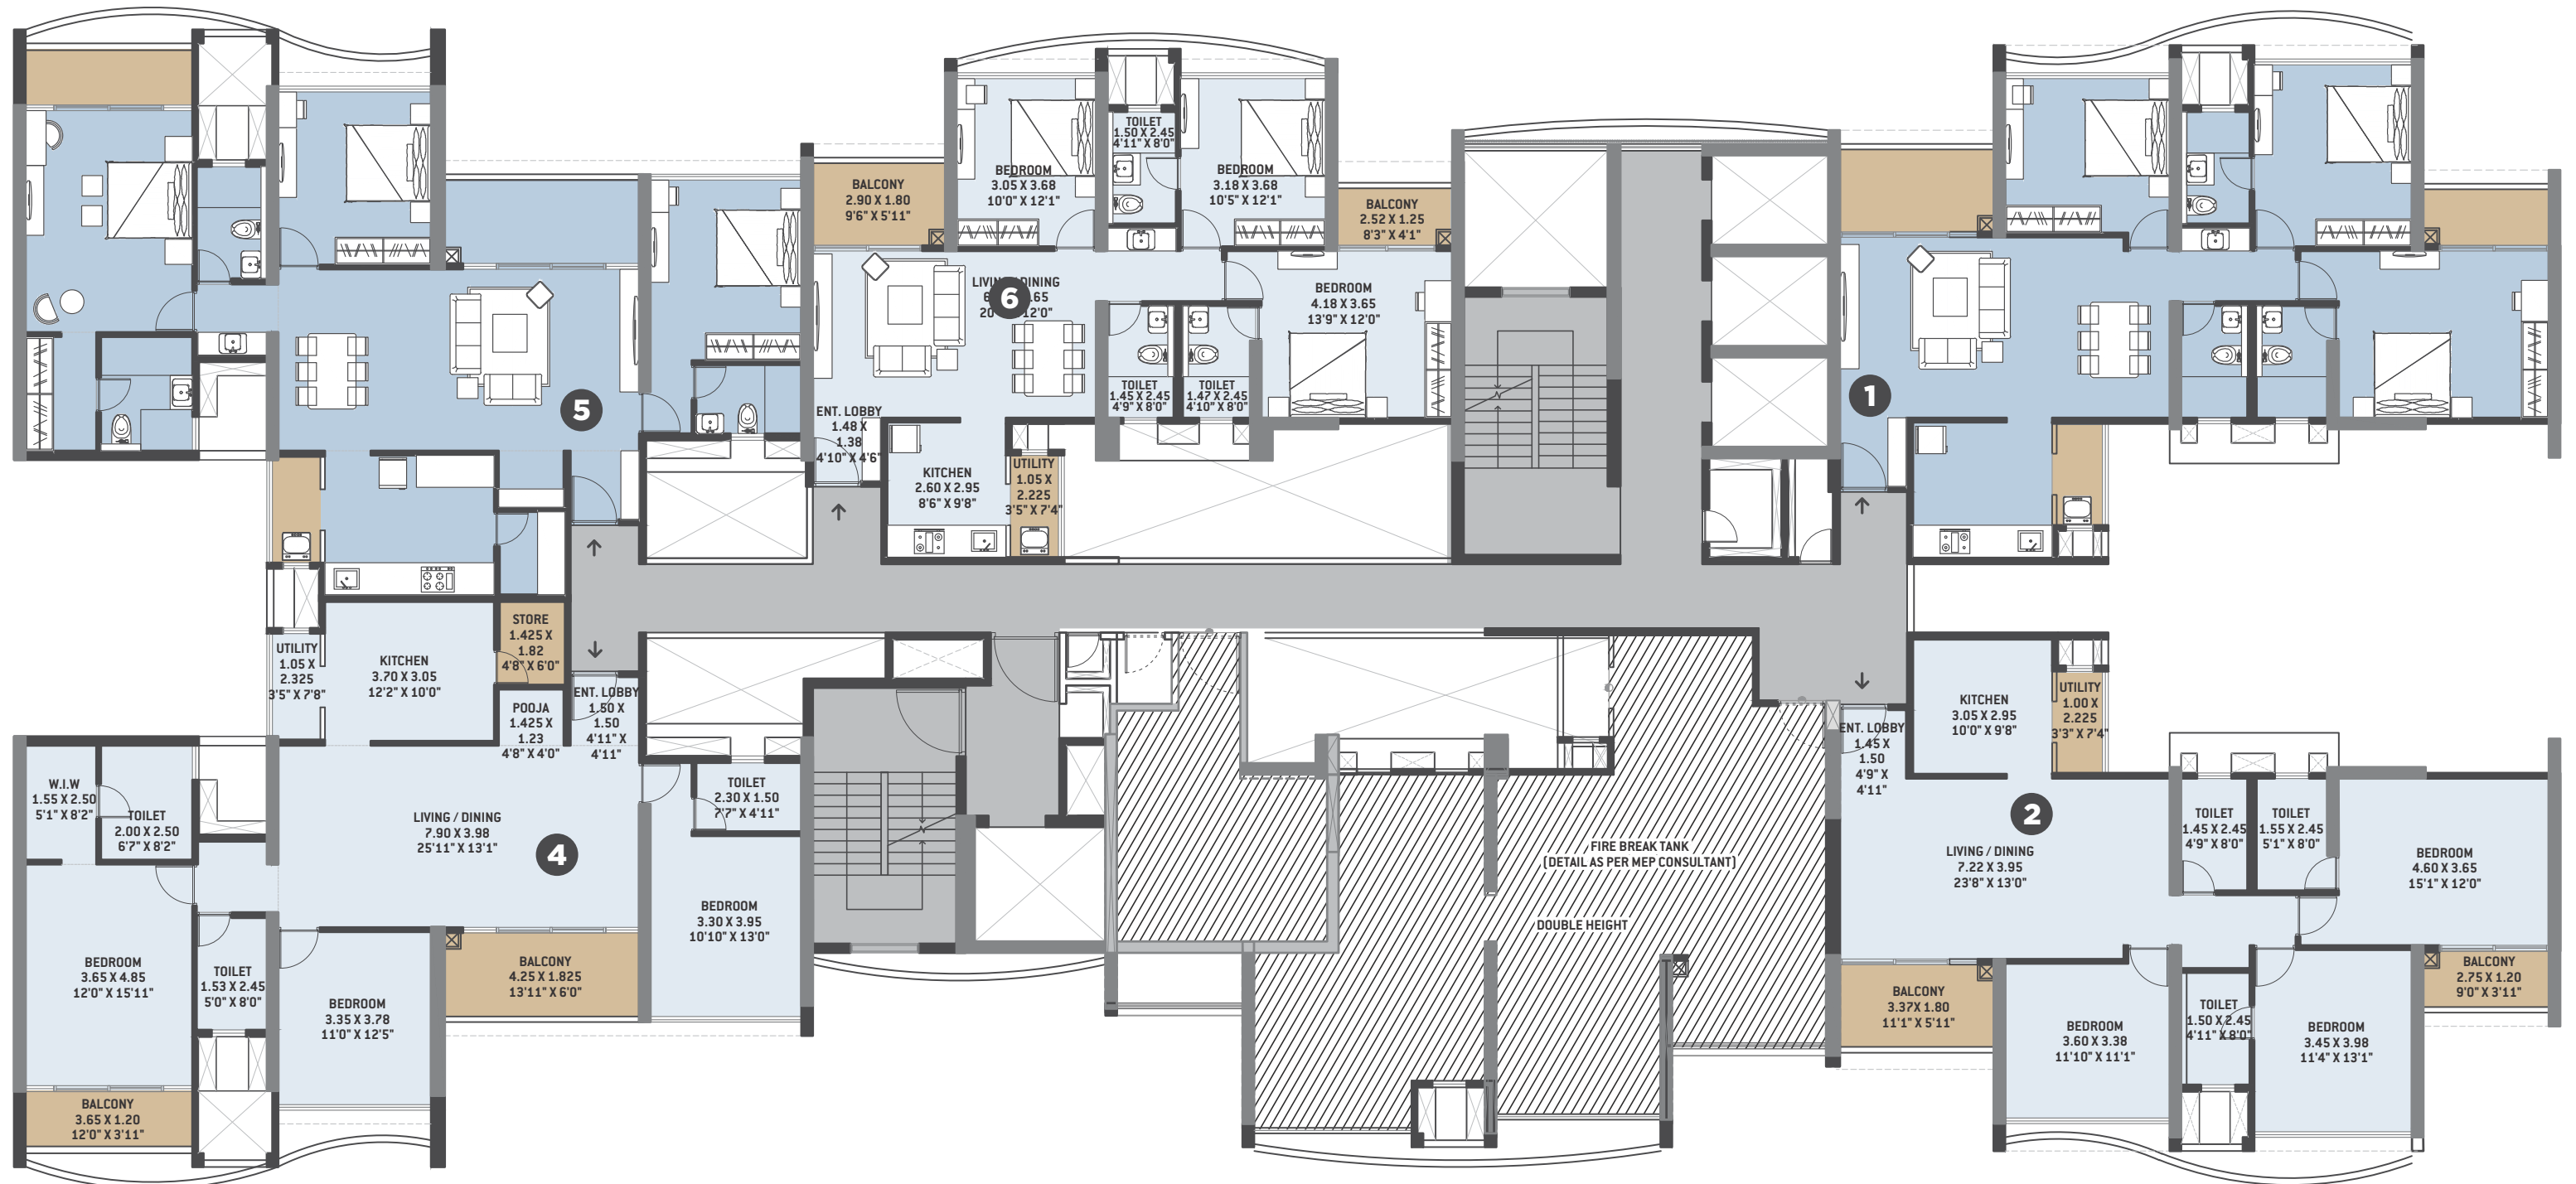 BALCONY
2.90 X 1.80
9'6" X 5'11"
BEDROOM
3.05 X 3.68
10'0" X 12'1"
TOILET
1.50 X 2.45
4'11" X 8'0"
BEDROOM
3.18 X 3.68
10'5" X 12'1"
BALCONY
2.52 X 1.25
8'3" X 4'1"
DINING
12'0"
6
BEDROOM
4.18 X 3.65
13'9" X 12'0"
TOILET
1.45 X 2.45
4'9" X 8'0"
TOILET
1.47 X 2.45
4'10" X 8'0"
ENT. LOBBY
1.48 X
1.38
4'10" X 4'6"
KITCHEN
2.60 X 2.95
8'6" X 9'8"
UTILITY
1.05 X
2.225
3'5" X 7'4"
5
1
UTILITY
1.05 X
2.325
3'5" X 7'8"
KITCHEN
3.70 X 3.05
12'2" X 10'0"
STORE
1.425 X
1.82
4'8" X 6'0"
POOJA
1.425 X
1.23
4'8" X 4'0"
ENT. LOBBY
1.50 X
1.50
4'11" X
4'11"
W.I.W
1.55 X 2.50
5'1" X 8'2"
TOILET
2.00 X 2.50
6'7" X 8'2"
LIVING / DINING
7.90 X 3.98
25'11" X 13'1"
4
TOILET
2.30 X 1.50
7'7" X 4'11"
BEDROOM
3.30 X 3.95
10'10" X 13'0"
BEDROOM
3.65 X 4.85
12'0" X 15'11"
TOILET
1.53 X 2.45
5'0" X 8'0"
BEDROOM
3.35 X 3.78
11'0" X 12'5"
BALCONY
4.25 X 1.825
13'11" X 6'0"
BALCONY
3.65 X 1.20
12'0" X 3'11"
FIRE BREAK TANK
(DETAIL AS PER MEP CONSULTANT)
DOUBLE HEIGHT
KITCHEN
3.05 X 2.95
10'0" X 9'8"
UTILITY
1.00 X
2.225
3'3" X 7'4"
ENT. LOBBY
1.45 X
1.50
4'9" X
4'11"
2
LIVING / DINING
7.22 X 3.95
23'8" X 13'0"
TOILET
1.45 X 2.45
4'9" X 8'0"
TOILET
1.55 X 2.45
5'1" X 8'0"
BEDROOM
4.60 X 3.65
15'1" X 12'0"
BALCONY
3.37X 1.80
11'1" X 5'11"
BEDROOM
3.60 X 3.38
11'10" X 11'1"
TOILET
1.50 X 2.45
4'11" X 8'0"
BEDROOM
3.45 X 3.98
11'4" X 13'1"
BALCONY
2.75 X 1.20
9'0" X 3'11"